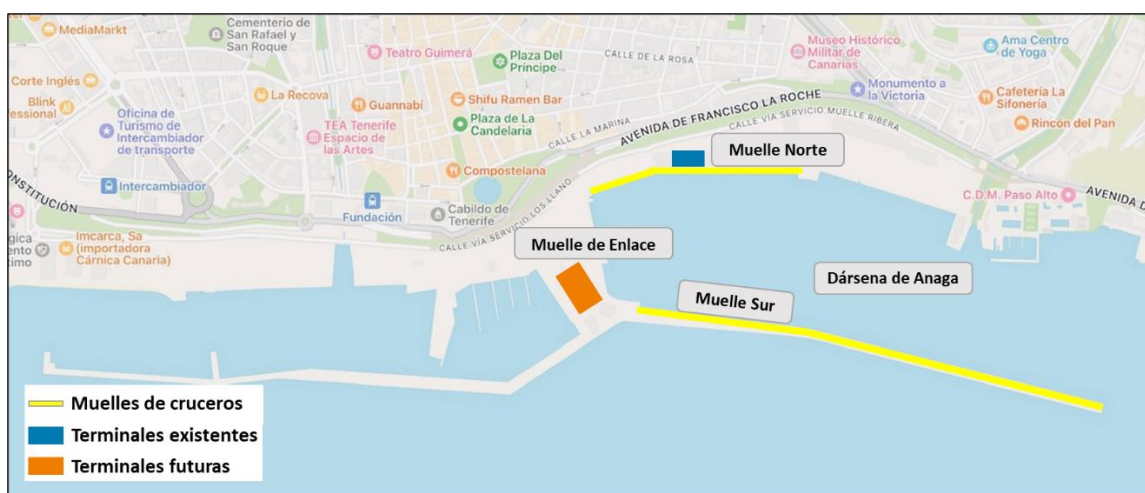 MediaMarkt
Cementerio de
San Rafael y
San Roque
Teatro Guimerá
Plaza Del
Príncipe
CALLE DE LA ROSA
Museo Histórico
Militar de
Canarias
Ama Centro
de Yoga
Corte Inglés
La Recova
Guannabí
Shifu Ramen Bar
Monumento a
la Victoria
Cafetería La
Sifonería
Blink
Oficina de
Turismo de
Intercambiador
de transporte
TEA Tenerife
Espacio de
las Artes
Plaza de La
Candelaria
CALLE LA MARINA
AVENIDA DE FRANCISCO LA ROCHE
CALLE VÍA SERVICIO MUELLE RIBERA
Rincón del Pan
Muelle Norte
Compostelana
Intercambiador
Fundación
Cabildo de
Tenerife
CALLE VÍA SERVICIO LOS LLANO
C.D.M. Paso Alto
AVENIDA D
CONSTITUCIÓN
Imcarca, Sa
(importadora
Cárnica Canaria)
Muelle de Enlace
Dársena de Anaga
Muelle Sur
Muelles de cruceros
Terminales existentes
Terminales futuras